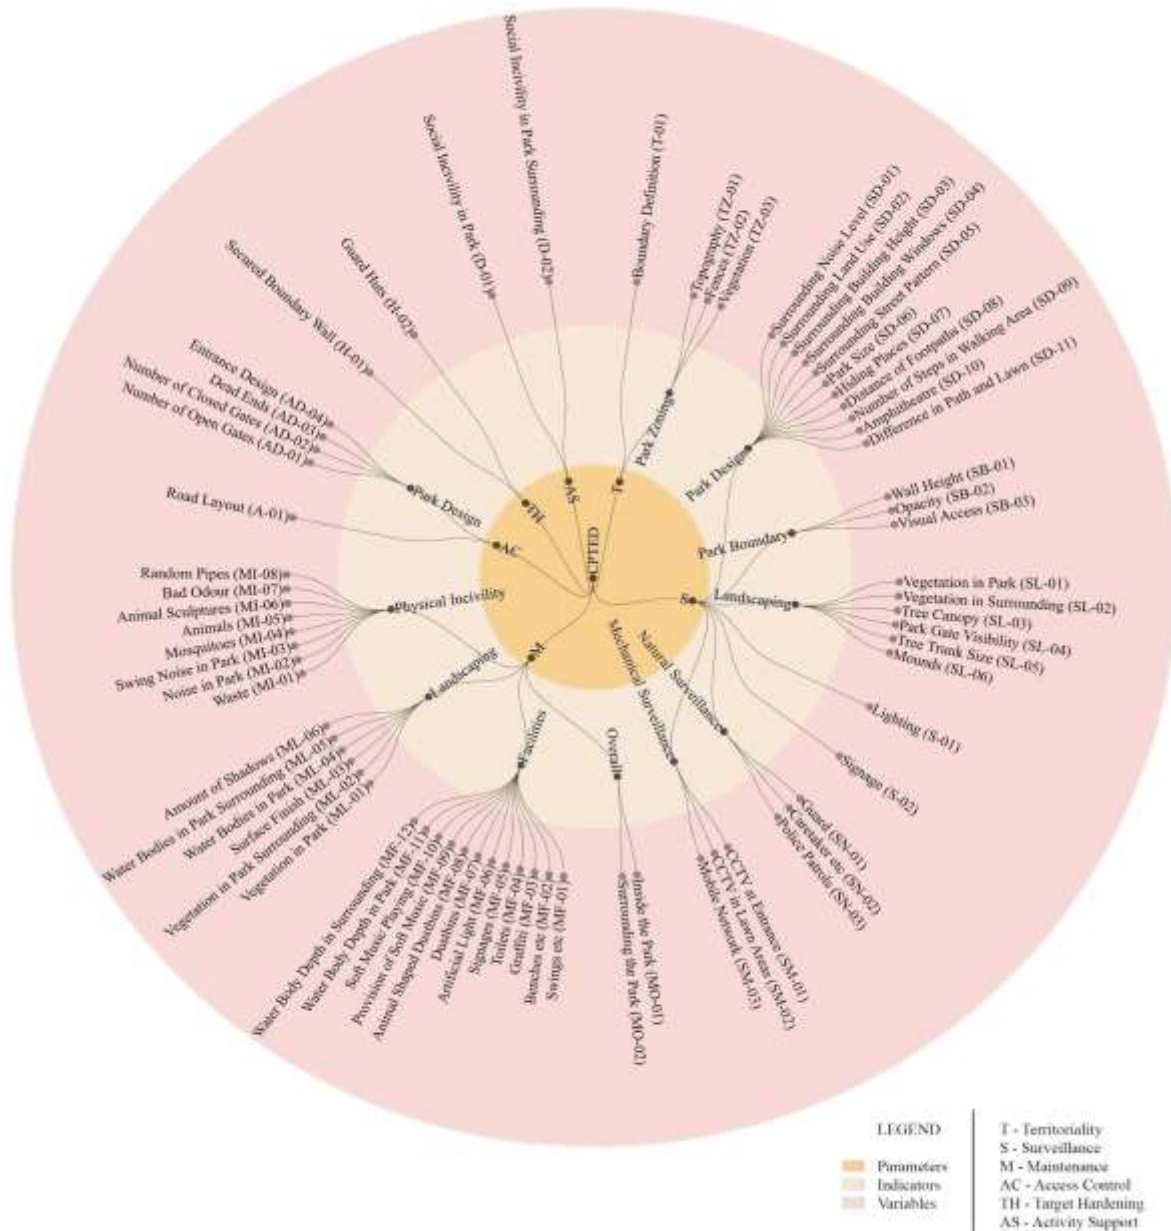 CPTED
T
S
M
AC
TH
AS
Boundary Definition (T-01)
Park Zoning
Topography (TZ-01)
Fences (TZ-02)
Vegetation (TZ-03)
Park Design
Surrounding Noise Level (SD-01)
Surrounding Land Use (SD-02)
Surrounding Building Height (SD-03)
Surrounding Building Windows (SD-04)
Surrounding Street Pattern (SD-05)
Park Size (SD-06)
Hiding Places (SD-07)
Distance of Footpaths (SD-08)
Number of Steps in Walking Area (SD-09)
Amphitheatre (SD-10)
Difference in Path and Lawn (SD-11)
Park Boundary
Wall Height (SB-01)
Opacity (SB-02)
Visual Access (SB-03)
Landscaping
Vegetation in Park (SL-01)
Vegetation in Surrounding (SL-02)
Tree Canopy (SL-03)
Park Gate Visibility (SL-04)
Tree Trunk Size (SL-05)
Mounds (SL-06)
Lighting (S-01)
Signage (S-02)
Natural Surveillance
Guard (SN-01)
Caretaker etc (SN-02)
Police Patrols (SN-03)
Mechanical Surveillance
CCTV at Entrance (SM-01)
CCTV in Lawn Areas (SM-02)
Mobile Network (SM-03)
Overall
Inside the Park (MO-01)
Surrounding the Park (MO-02)
Facilities
Swings etc (MF-01)
Benches etc (MF-02)
Graffiti (MF-03)
Toilets (MF-04)
Signages (MF-05)
Artificial Light (MF-06)
Dustbins (MF-07)
Animal Shaped Dustbins (MF-08)
Provision of Soft Music (MF-09)
Soft Music Playing (MF-10)
Water Body Depth in Park (MF-11)
Water Body Depth in Surrounding (MF-12)
Landscaping
Vegetation in Park (ML-01)
Vegetation in Park Surrounding (ML-02)
Surface Finish (ML-03)
Water Bodies in Park (ML-04)
Water Bodies in Park Surrounding (ML-05)
Amount of Shadows (ML-06)
Physical Incivility
Waste (MI-01)
Noise in Park (MI-02)
Swing Noise in Park (MI-03)
Mosquitoes (MI-04)
Animals (MI-05)
Animal Sculptures (MI-06)
Bad Odour (MI-07)
Random Pipes (MI-08)
Road Layout (A-01)
Park Design
Number of Open Gates (AD-01)
Number of Closed Gates (AD-02)
Dead Ends (AD-03)
Entrance Design (AD-04)
Secured Boundary Wall (H-01)
Guard Huts (H-02)
Social Incivility in Park (D-01)
Social Incivility in Park Surrounding (D-02)
LEGEND
Parameters
Indicators
Variables
T - Territoriality
S - Surveillance
M - Maintenance
AC - Access Control
TH - Target Hardening
AS - Activity Support